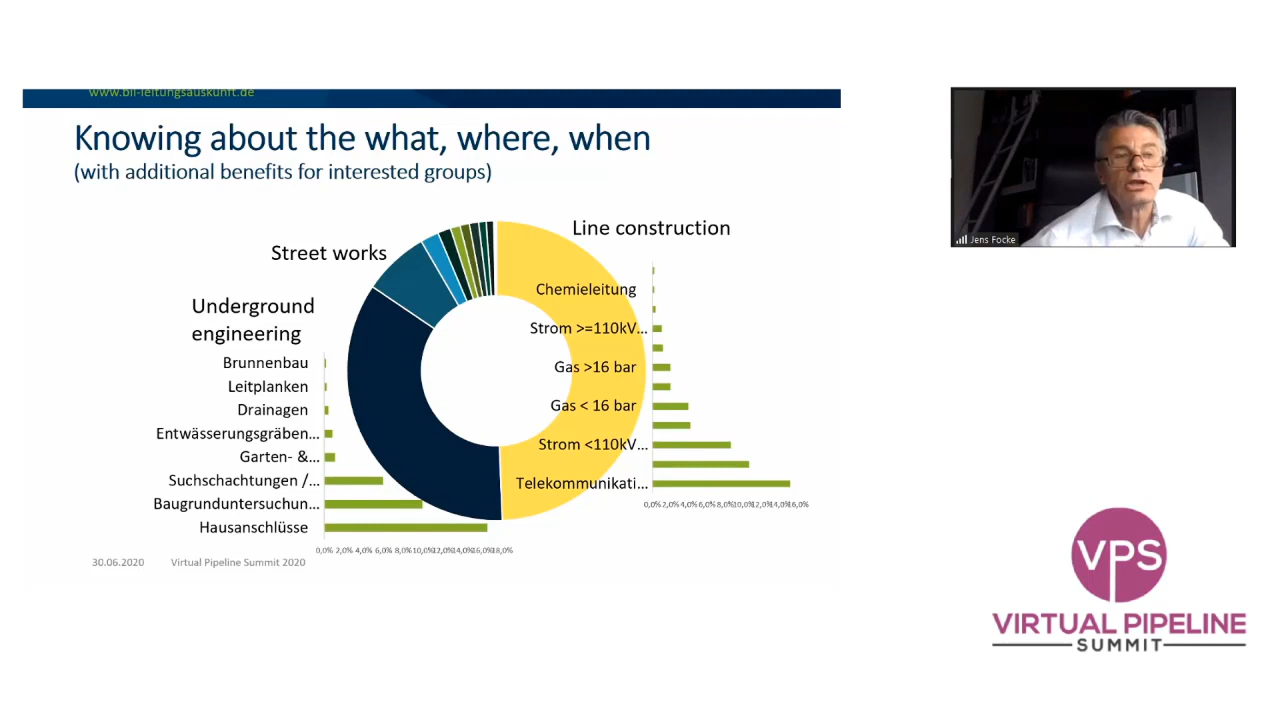 www.bil-leitungsauskunft.de
Knowing about the what, where, when
(with additional benefits for interested groups)
Line construction
Street works
Underground
engineering
Chemieleitung
Strom >=110kV...
Gas >16 bar
Gas < 16 bar
Strom <110kV...
Telekommunikati...
0,0% 2,0% 4,0% 6,0% 8,0% 10,0% 12,0% 14,0% 16,0%
Brunnenbau
Leitplanken
Drainagen
Entwässerungsgräben...
Garten- &...
Suchschachtungen /...
Baugrunduntersuchun...
Hausanschlüsse
0,0% 2,0% 4,0% 6,0% 8,0% 10,0% 12,0% 14,0% 16,0% 18,0%
30.06.2020 Virtual Pipeline Summit 2020
Jens Focke
VPS
VIRTUAL PIPELINE
SUMMIT